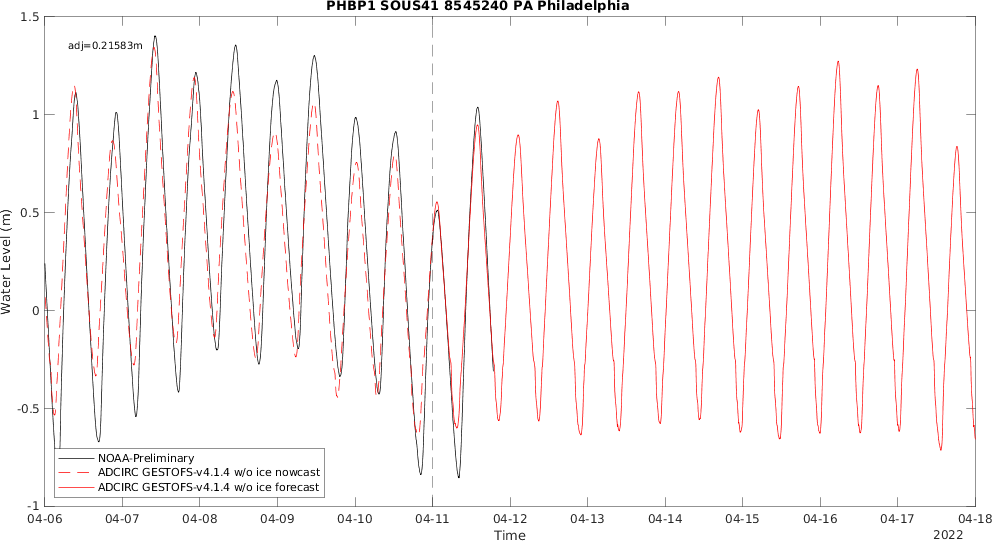 PHBP1 SOUS41 8545240 PA Philadelphia
adj=0.21583m
1.5
1
0.5
0
-0.5
-1
Water Level (m)
NOAA-Preliminary
ADCIRC GESTOFS-v4.1.4 w/o ice nowcast
ADCIRC GESTOFS-v4.1.4 w/o ice forecast
04-06 04-07 04-08 04-09 04-10 04-11 04-12 04-13 04-14 04-15 04-16 04-17 04-18
Time
2022